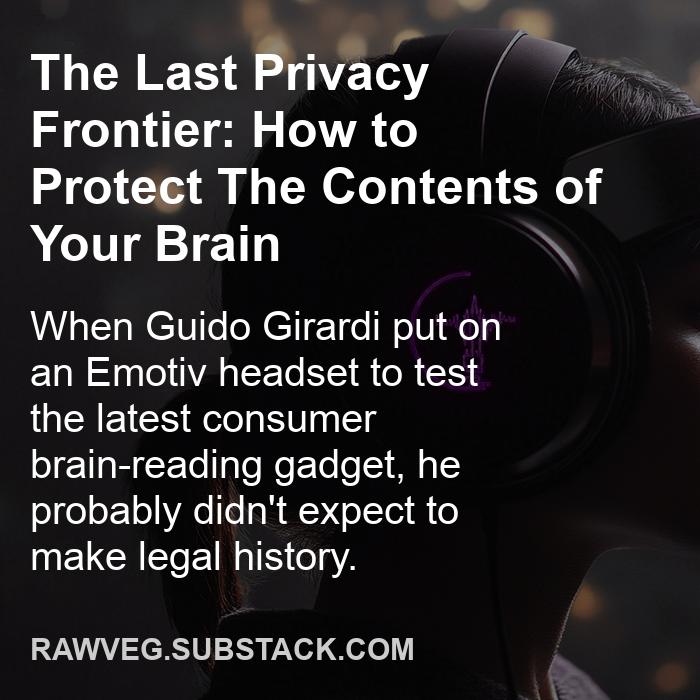 The Last Privacy
Frontier: How to
Protect The Contents of
Your Brain
When Guido Girardi put on
an Emotiv headset to test
the latest consumer
brain-reading gadget, he
probably didn't expect to
make legal history.
RAWVEG.SUBSTACK.COM